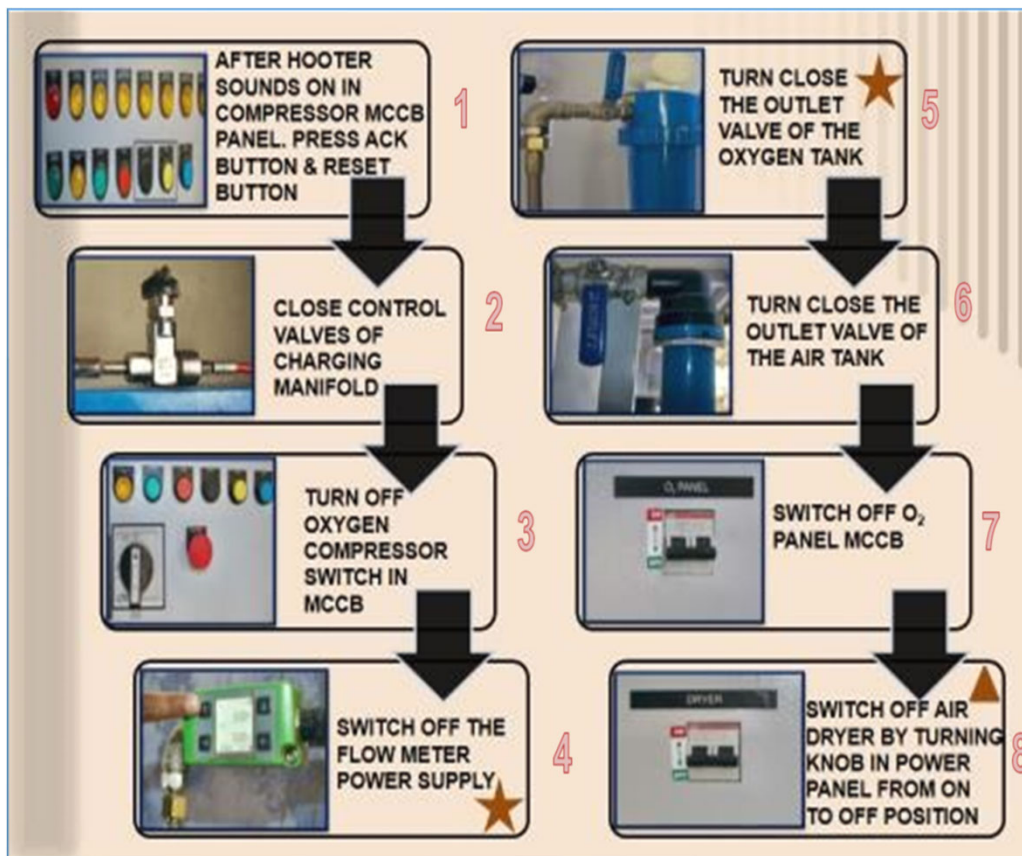 AFTER HOOTER
SOUNDS ON IN
COMPRESSOR MCCB
PANEL. PRESS ACK
BUTTON & RESET
BUTTON
1
CLOSE CONTROL
VALVES OF
CHARGING
MANIFOLD
2
TURN OFF
OXYGEN
COMPRESSOR
SWITCH IN
MCCB
3
SWITCH OFF THE
FLOW METER
POWER SUPPLY
4
TURN CLOSE
THE OUTLET
VALVE OF THE
OXYGEN TANK
5
TURN CLOSE THE
OUTLET VALVE OF
THE AIR TANK
6
O₂ PANEL
SWITCH OFF O₂
PANEL MCCB
7
DRYER
SWITCH OFF AIR
DRYER BY TURNING
KNOB IN POWER
PANEL FROM ON
TO OFF POSITION
8